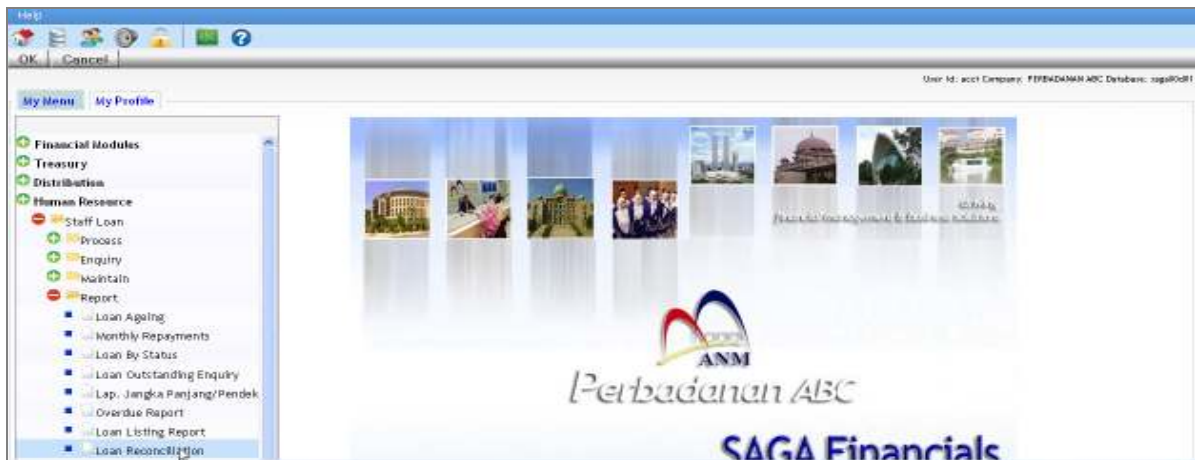 Help
OK Cancel
User Id: acct Company: PERBADANAN ABC Database:
My Menu My Profile
Financial Modules
Treasury
Distribution
Human Resource
Staff Loan
Process
Enquiry
Maintain
Report
Loan Ageing
Monthly Repayments
Loan By Status
Loan Outstanding Enquiry
Lap. Jangka Panjang/Pendek
Overdue Report
Loan Listing Report
Loan Reconciliation
ANM
Perbadanan ABC
SAGA Financials